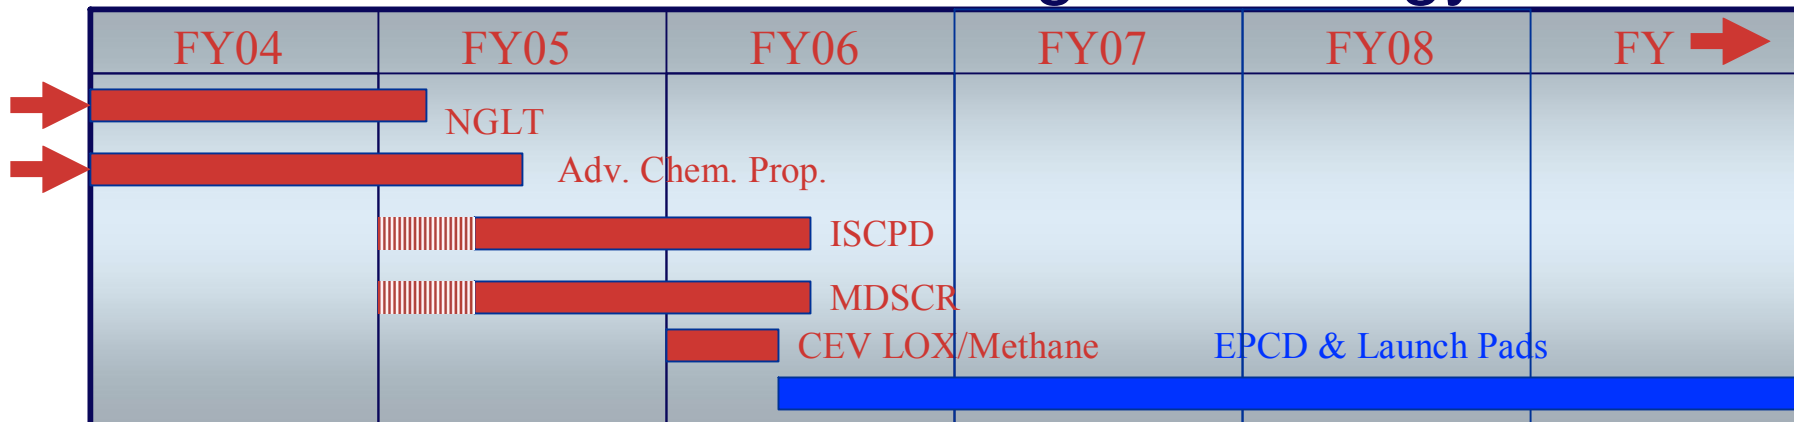 FY04 FY05 FY06 FY07 FY08 FY
NGLT
Adv. Chem. Prop.
ISCPD
MDSCR
CEV LOX/Methane EPCD & Launch Pads